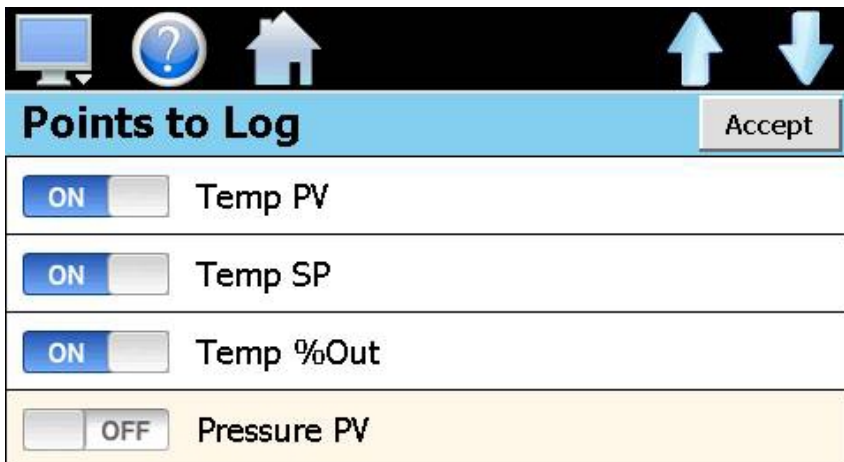 ?
Points to Log
Accept
ON Temp PV
ON Temp SP
ON Temp %Out
OFF Pressure PV